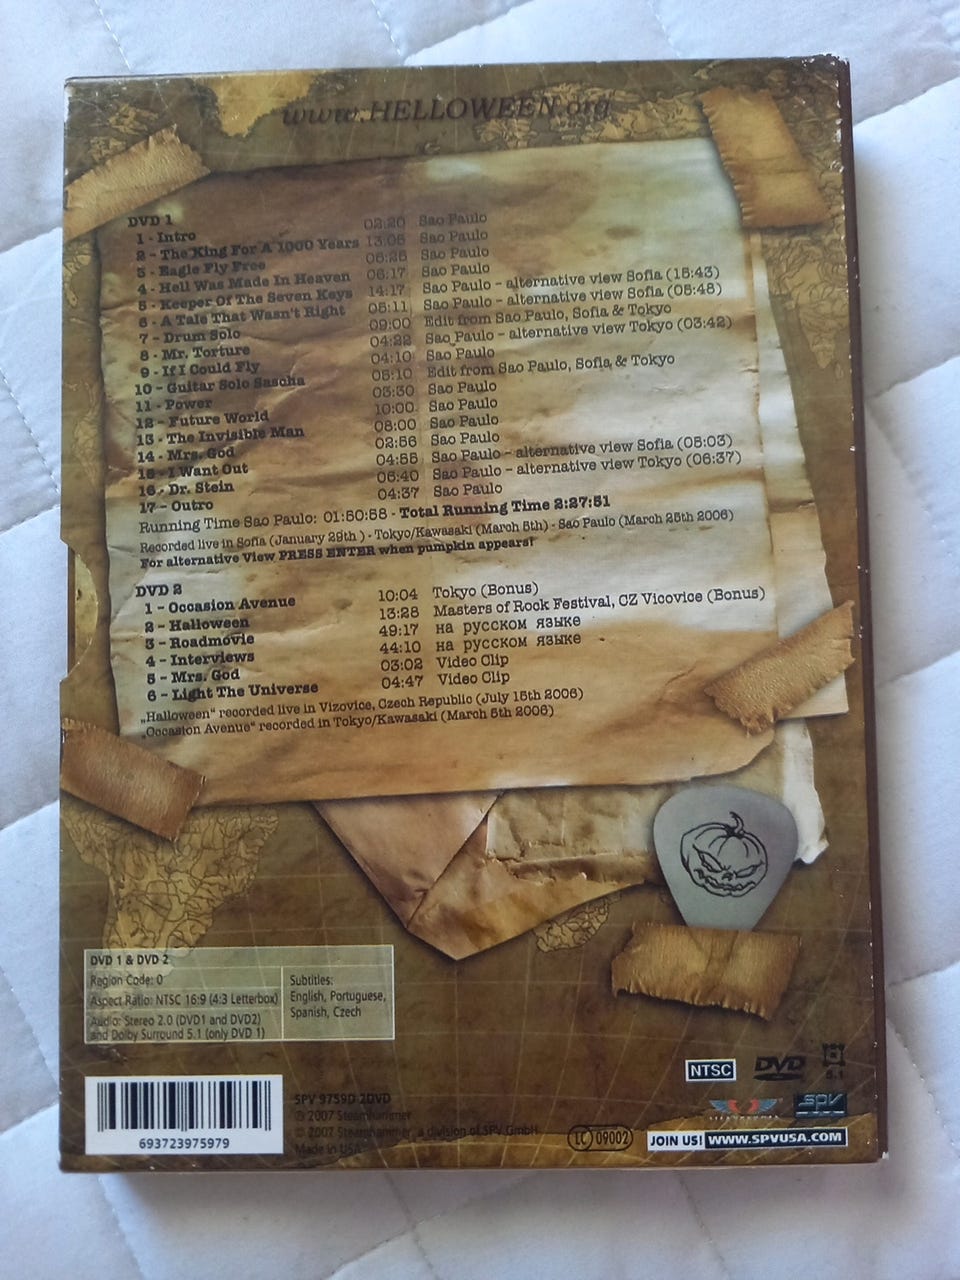 www.HELLOWEEN.org
DVD 1
1 - Intro 02:20 Sao Paulo
2 - The King For A 1000 Years 13:05 Sao Paulo
3 - Eagle Fly Free 05:25 Sao Paulo
4 - Hell Was Made In Heaven 06:17 Sao Paulo
5 - Keeper Of The Seven Keys 14:17 Sao Paulo - alternative view Sofia (15:43)
6 - A Tale That Wasn't Right 05:11 Sao Paulo - alternative view Sofia (05:48)
7 - Drum Solo 09:00 Edit from Sao Paulo, Sofia & Tokyo
8 - Mr. Torture 04:22 Sao Paulo - alternative view Tokyo (03:42)
9 - If I Could Fly 04:10 Sao Paulo
10 - Guitar Solo Sascha 05:10 Edit from Sao Paulo, Sofia & Tokyo
11 - Power 03:30 Sao Paulo
12 - Future World 10:00 Sao Paulo
13 - The Invisible Man 08:00 Sao Paulo
14 - Mrs. God 02:56 Sao Paulo
15 - I Want Out 04:55 Sao Paulo - alternative view Sofia (05:03)
16 - Dr. Stein 06:40 Sao Paulo - alternative view Tokyo (06:37)
17 - Outro 04:37 Sao Paulo
Running Time Sao Paulo: 01:50:58 - Total Running Time 2:27:51
Recorded live in Sofia (January 29th ) - Tokyo/Kawasaki (March 5th) - Sao Paulo (March 25th 2006)
For alternative View PRESS ENTER when pumpkin appears!
DVD 2
1 - Occasion Avenue 10:04 Tokyo (Bonus)
2 - Halloween 13:28 Masters of Rock Festival, CZ Vicovice (Bonus)
3 - Roadmovie 49:17 на русском языке
4 - Interviews 44:10 на русском языке
5 - Mrs. God 03:02 Video Clip
6 - Light The Universe 04:47 Video Clip
„Halloween“ recorded live in Vizovice, Czech Republic (July 15th 2006)
„Occasion Avenue“ recorded in Tokyo/Kawasaki (March 5th 2006)
DVD 1 & DVD 2
Region Code: 0
Aspect Ratio: NTSC 16:9 (4:3 Letterbox)
Audio: Stereo 2.0 (DVD1 and DVD2)
and Dolby Surround 5.1 (only DVD 1)
Subtitles:
English, Portuguese,
Spanish, Czech
NTSC
DVD
5.1
SPV
693723975979
SPV 9759D 2DVD
© 2007 Steamhammer
© 2007 Steamhammer, a division of SPV GmbH
Made in USA
LC 09002
JOIN US! WWW.SPVUSA.COM